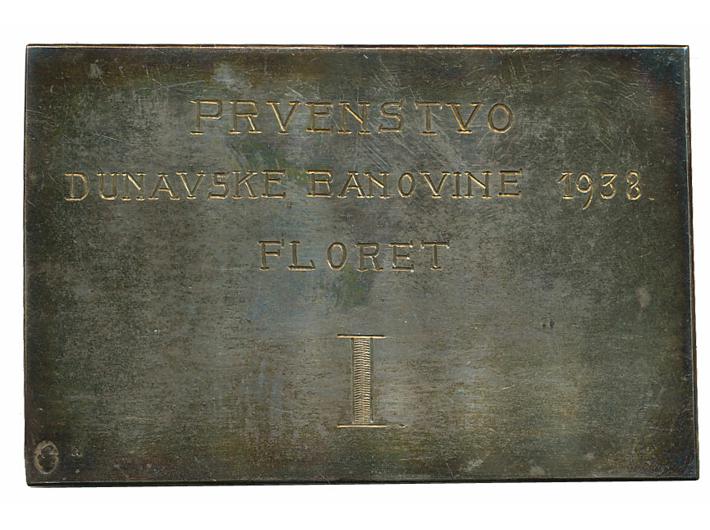 PRVENSTVO
DUNAVSKE BANOVINE 1938.
FLORET
I